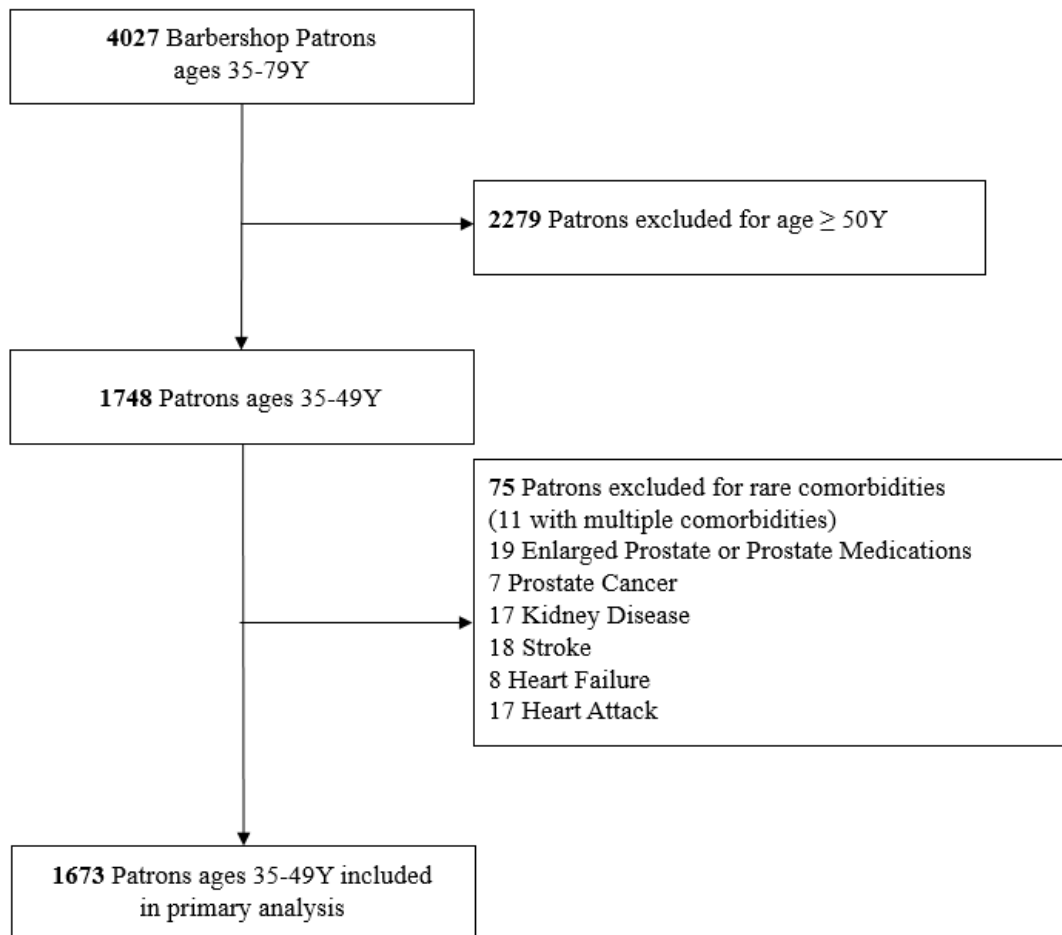 4027 Barbershop Patrons
ages 35-79Y
2279 Patrons excluded for age ≥ 50Y
1748 Patrons ages 35-49Y
75 Patrons excluded for rare comorbidities
(11 with multiple comorbidities)
19 Enlarged Prostate or Prostate Medications
7 Prostate Cancer
17 Kidney Disease
18 Stroke
8 Heart Failure
17 Heart Attack
1673 Patrons ages 35-49Y included
in primary analysis